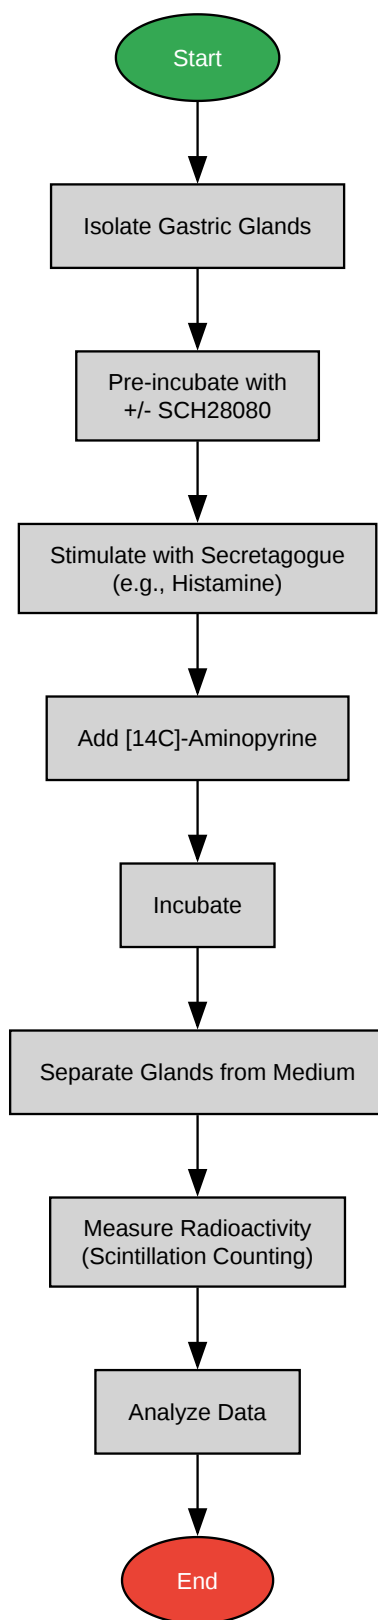 Start
Isolate Gastric Glands
Pre-incubate with
+/- SCH28080
Stimulate with Secretagogue
(e.g., Histamine)
Add [14C]-Aminopyrine
Incubate
Separate Glands from Medium
Measure Radioactivity
(Scintillation Counting)
Analyze Data
End